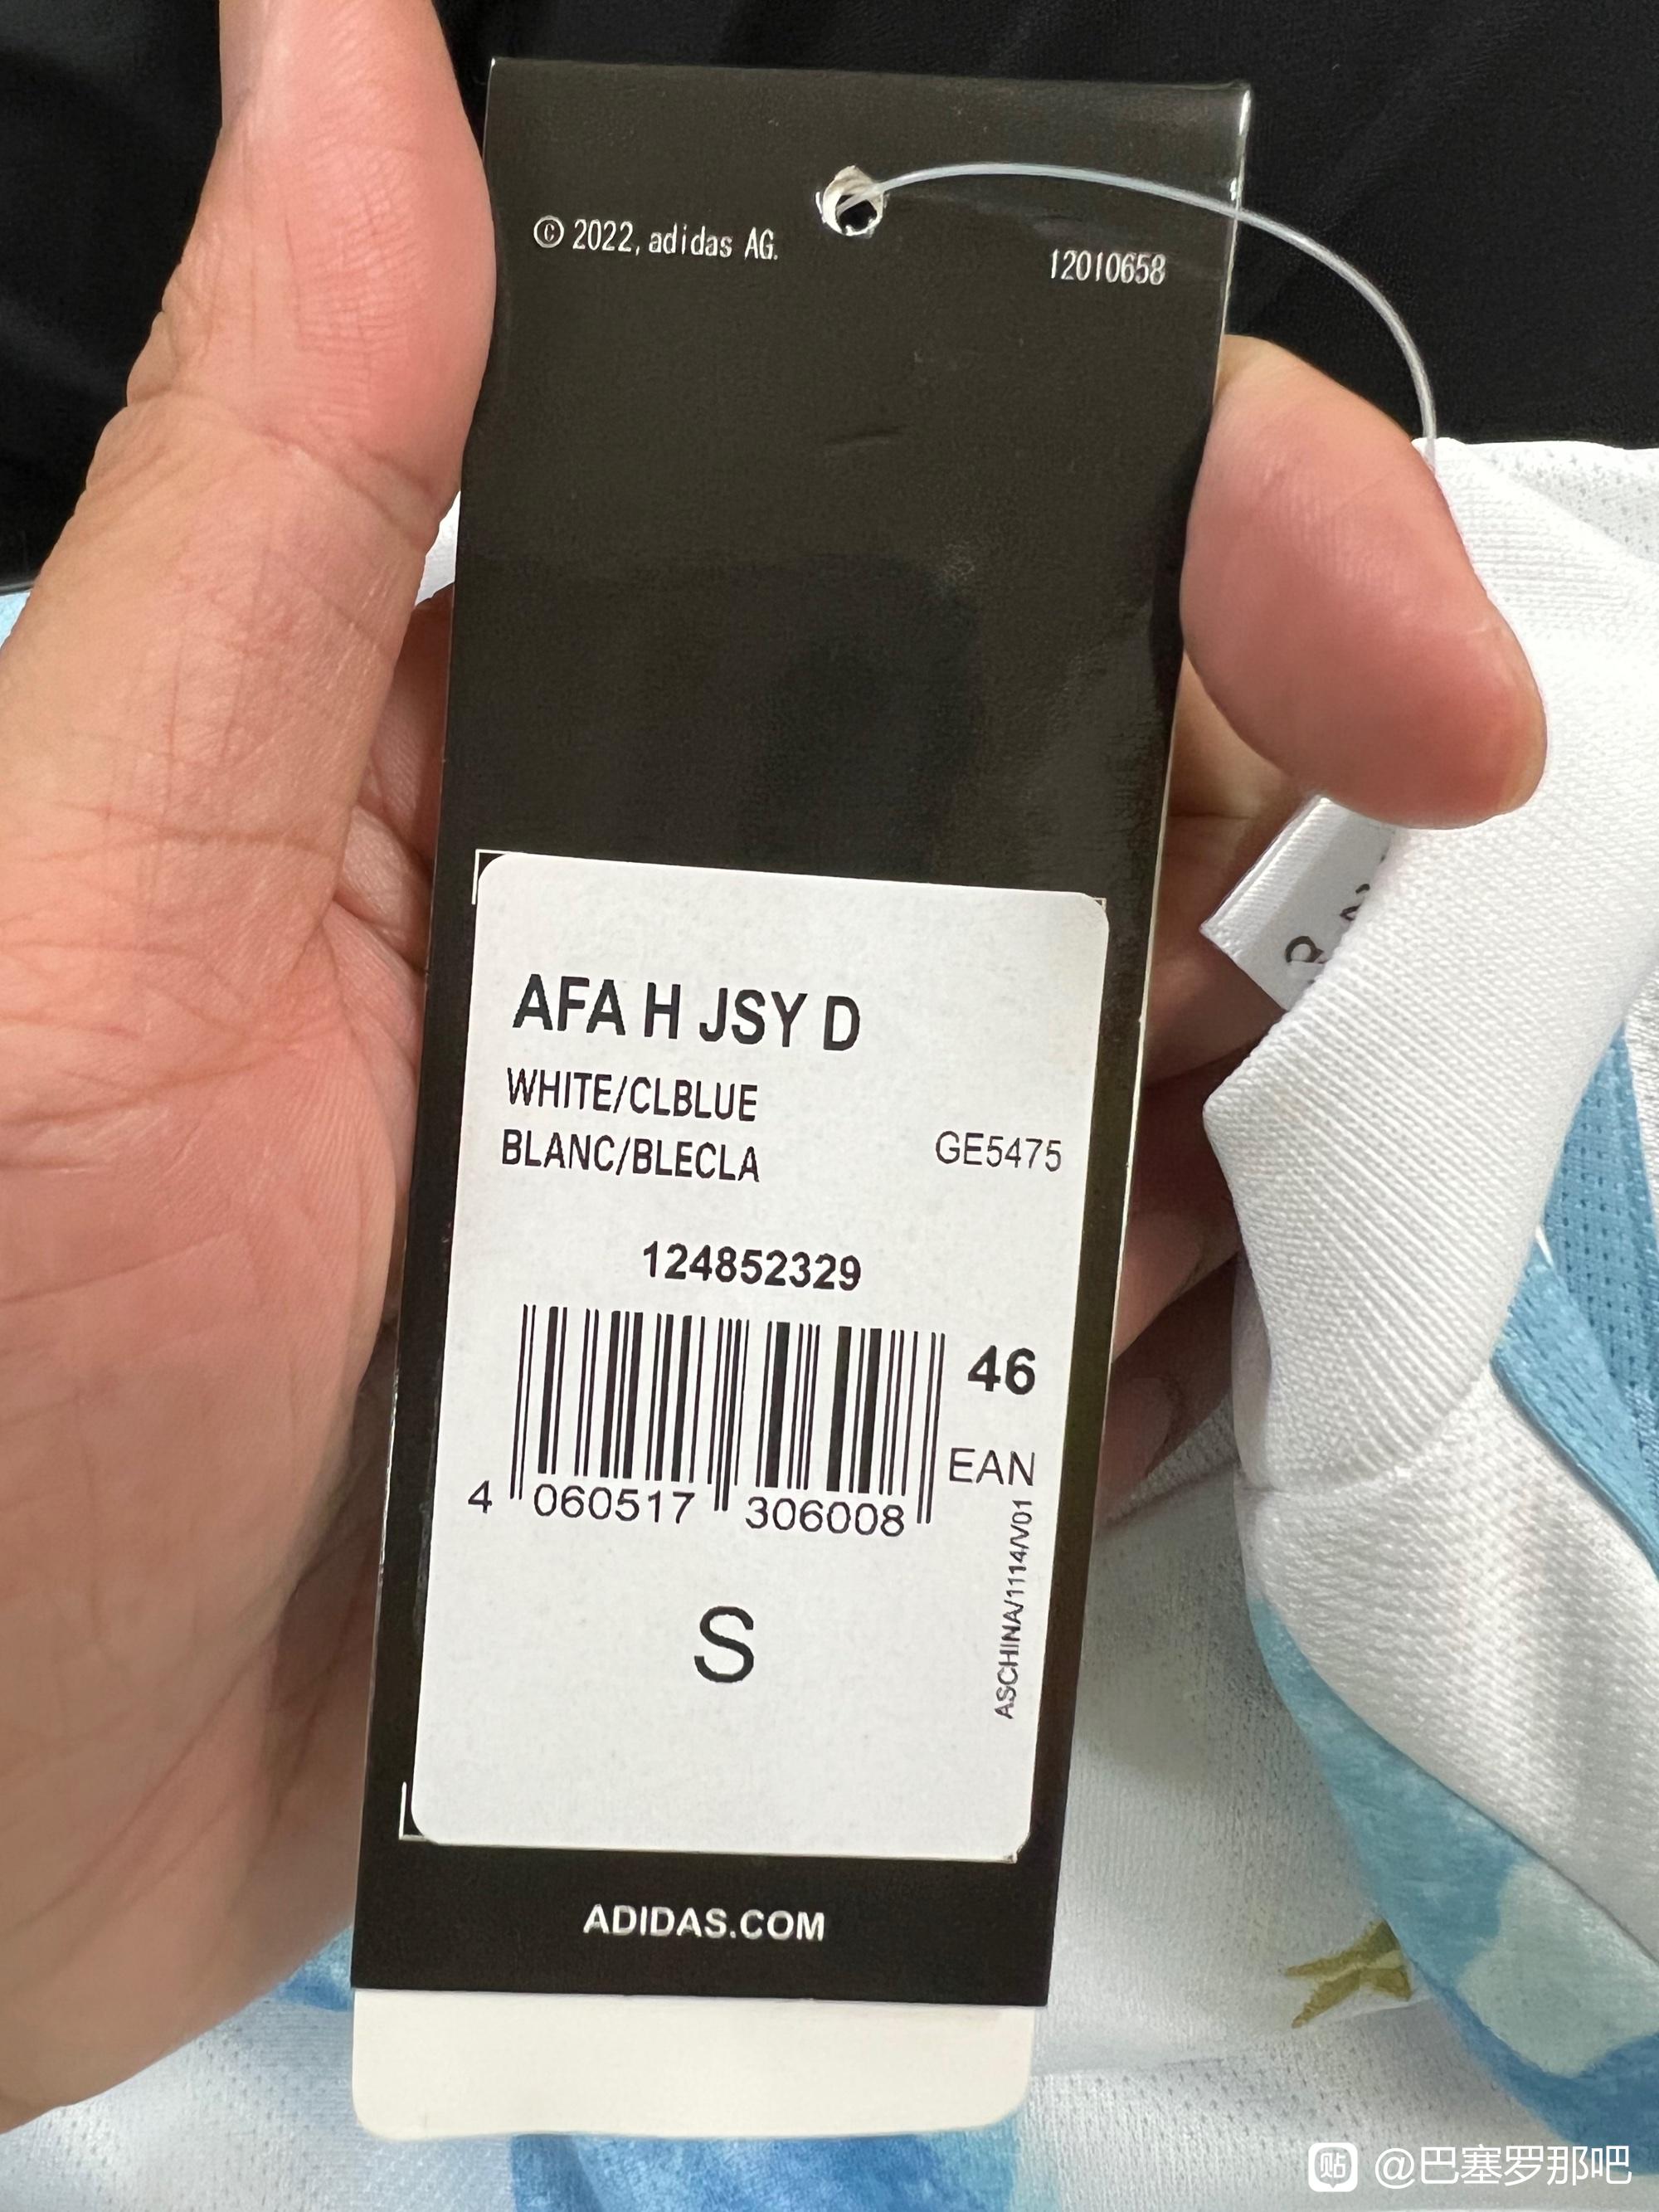 © 2022, adidas AG.
12010658
AFA H JSY D
WHITE/CLBLUE
BLANC/BLECLA
GE5475
124852329
46
EAN
4 060517 306008
ASCHINA/1114/V01
S
ADIDAS.COM
贴 @巴塞罗那吧